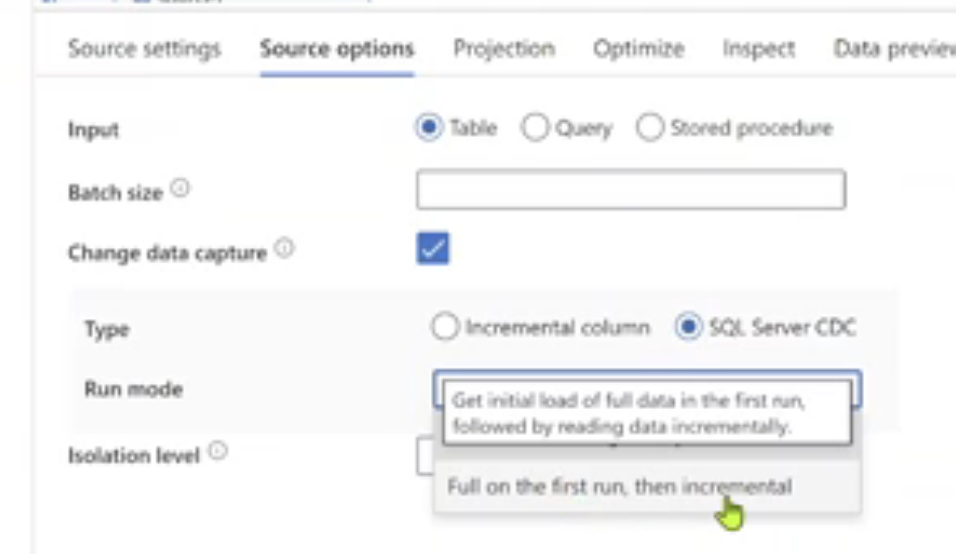 Source settings Source options Projection Optimize Inspect Data preview
Input Table Query Stored procedure
Batch size
Change data capture
Type Incremental column SQL Server CDC
Run mode
Get initial load of full data in the first run,
followed by reading data incrementally.
Isolation level
Full on the first run, then incremental